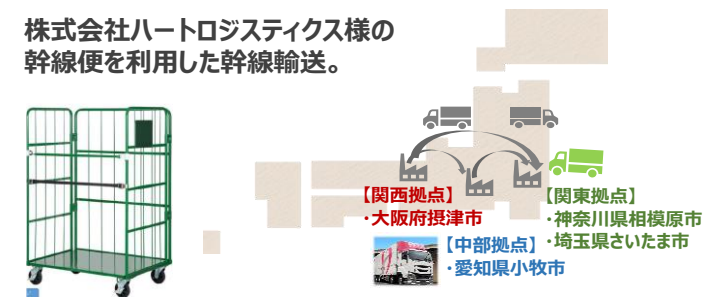 株式会社ハートロジスティクス様の
幹線便を利用した幹線輸送。
【関西拠点】
・大阪府摂津市
【中部拠点】
・愛知県小牧市
【関東拠点】
・神奈川県相模原市
・埼玉県さいたま市